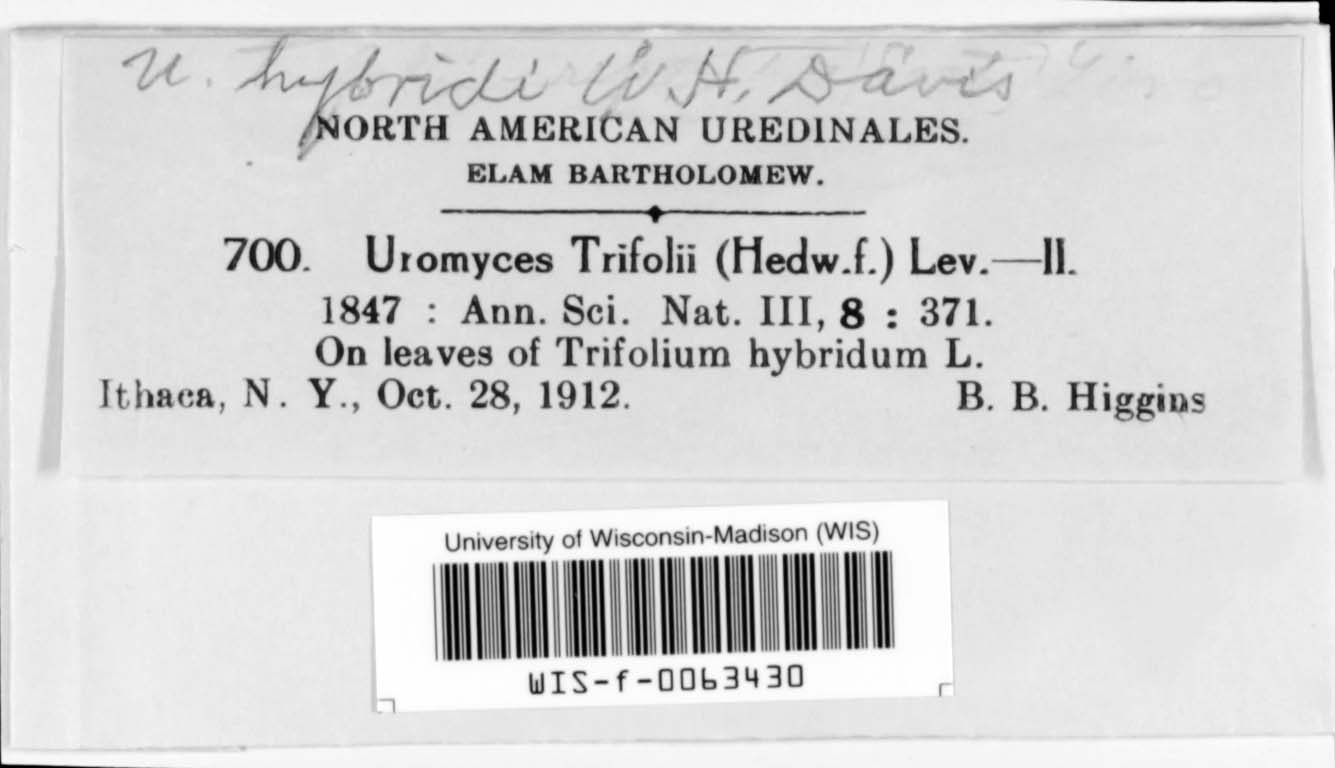 U. hybridi W. H. Davis
NORTH AMERICAN UREDINALES.
ELAM BARTHOLOMEW.
700. Uromyces Trifolii (Hedw.f.) Lev.—II.
1847 : Ann. Sci. Nat. III, 8 : 371.
On leaves of Trifolium hybridum L.
Ithaca, N. Y., Oct. 28, 1912. B. B. Higgins
University of Wisconsin-Madison (WIS)
WIS-f-0063430